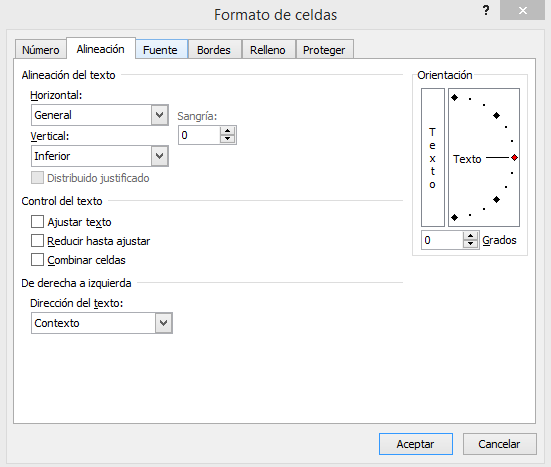 Formato de celdas
?
Número Alineación Fuente Bordes Relleno Proteger
Alineación del texto
Horizontal:
General
Sangría:
0
Vertical:
Inferior
Distribuido justificado
Control del texto
Ajustar texto
Reducir hasta ajustar
Combinar celdas
De derecha a izquierda
Dirección del texto:
Contexto
Orientación
Texto
Texto
0 Grados
Aceptar Cancelar